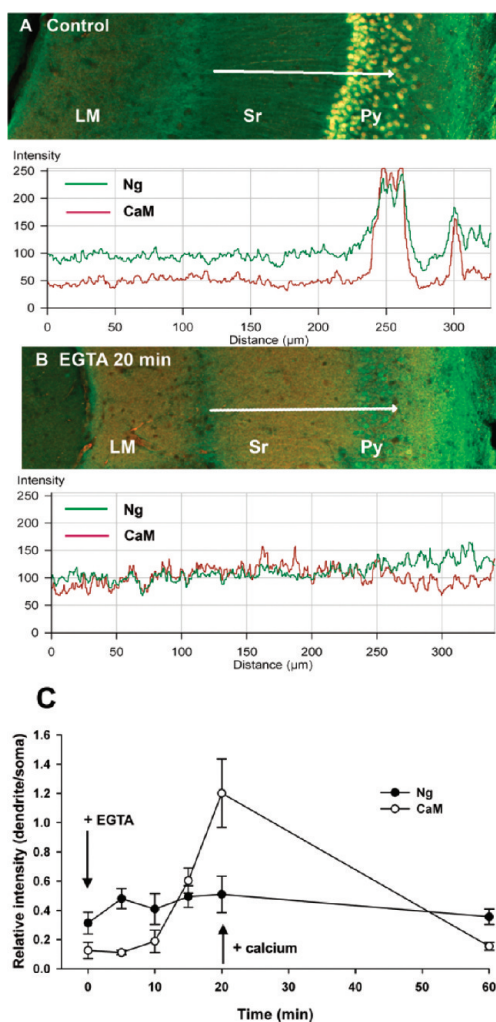 A Control
LM Sr Py
Intensity
250
200
150
100
50
0
Ng
CaM
0 50 100 150 200 250 300
Distance (µm)
B EGTA 20 min
LM Sr Py
Intensity
250
200
150
100
50
0
Ng
CaM
0 50 100 150 200 250 300
Distance (µm)
C
Relative intensity (dendrite/soma)
1.6
1.4
1.2
1.0
0.8
0.6
0.4
0.2
0.0
+ EGTA
Ng
CaM
+ calcium
0 10 20 30 40 50 60
Time (min)